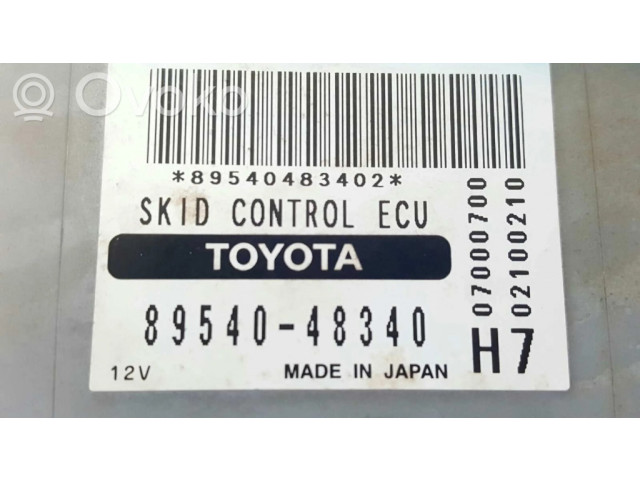 Ovoko
*89540483402*
SKID CONTROL ECU
TOYOTA
89540-48340
12V MADE IN JAPAN
07000700
02100210
H7